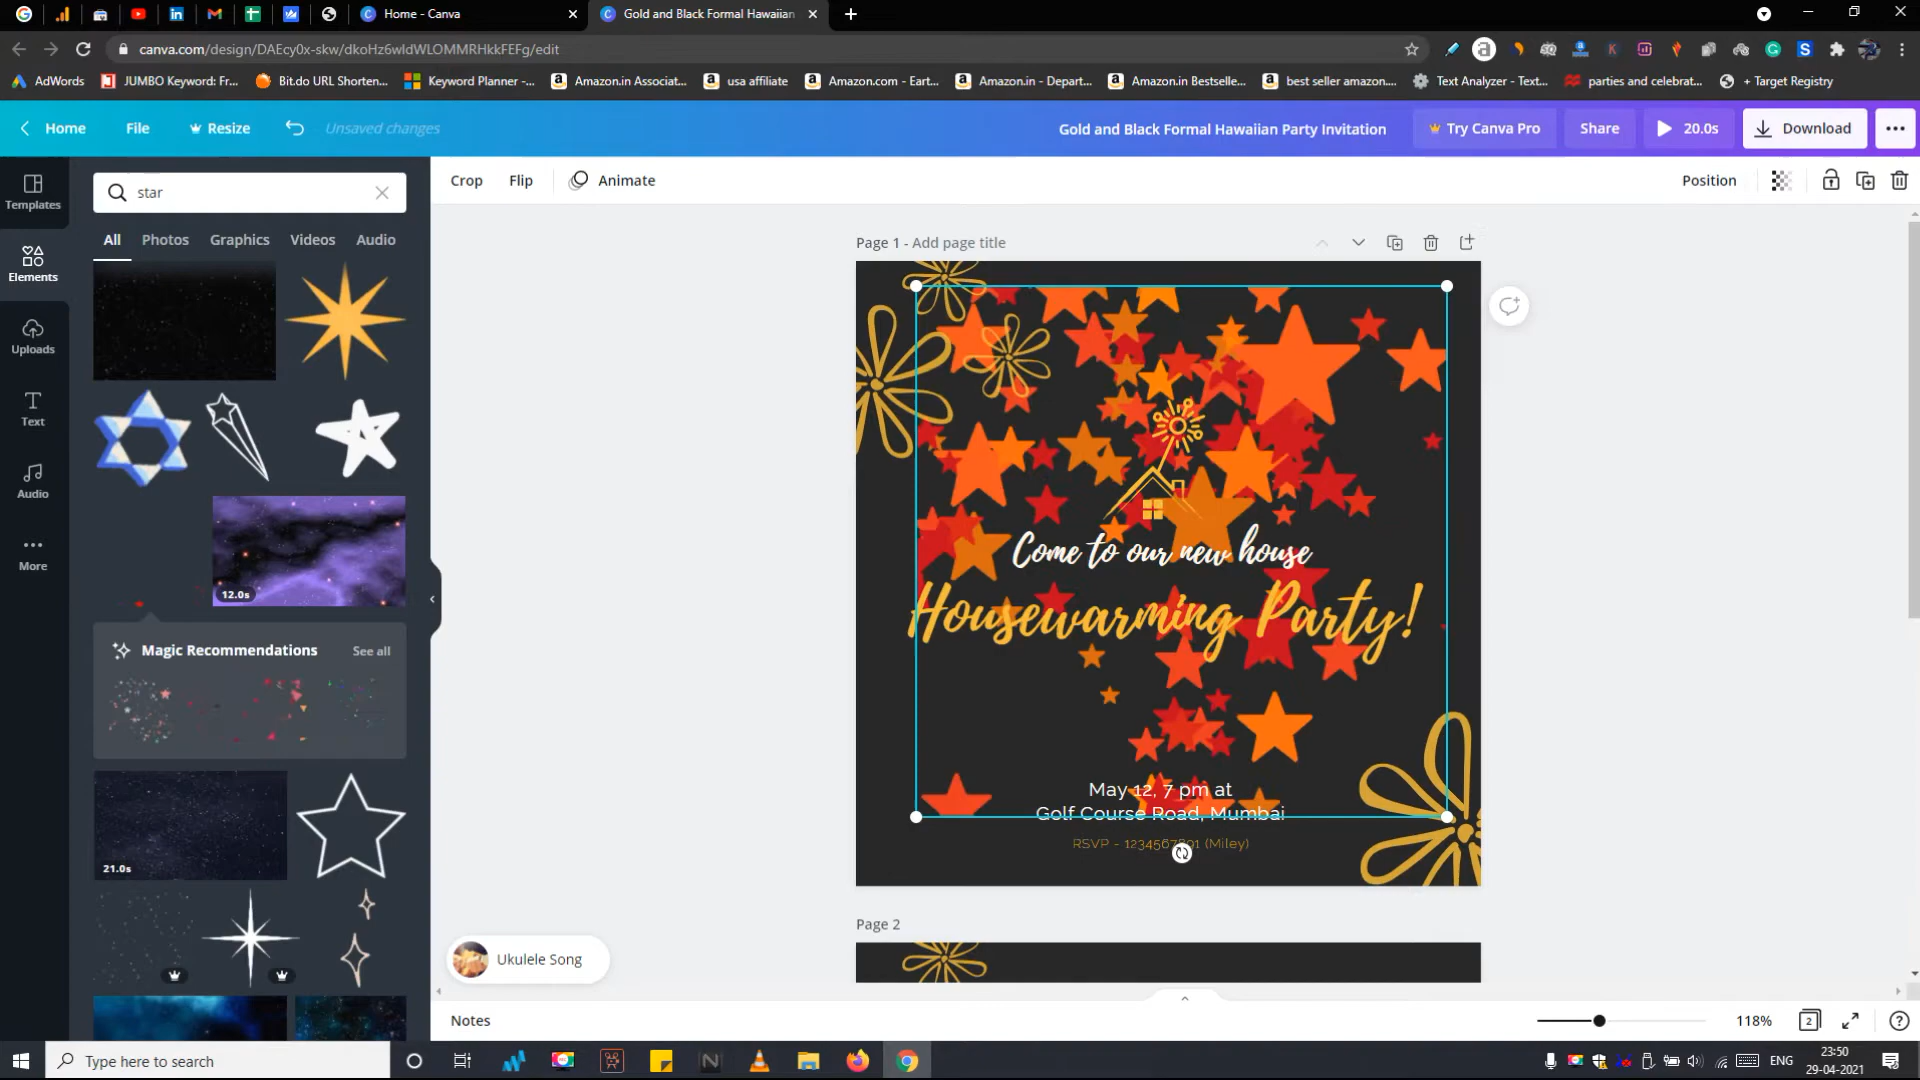 Home - Canva
Gold and Black Formal Hawaiian
canva.com/design/DAEcy0x-skw/dkoHz6wIdWLOMMRHkkFEFg/edit
AdWords
JUMBO Keyword: Fr...
Bit.do URL Shorten...
Keyword Planner -...
Amazon.in Associat...
usa affiliate
Amazon.com - Eart...
Amazon.in - Depart...
Amazon.in Bestselle...
best seller amazon....
Text Analyzer - Text...
parties and celebrat...
+ Target Registry
Home
File
Resize
Unsaved changes
Gold and Black Formal Hawaiian Party Invitation
Try Canva Pro
Share
20.0s
Download
Templates
Elements
Uploads
Text
Audio
More
star
All
Photos
Graphics
Videos
Audio
12.0s
Magic Recommendations
See all
21.0s
Crop
Flip
Animate
Position
Page 1 - Add page title
Come to our new house
Housewarming Party!
May 12, 7 pm at
Golf Course Road, Mumbai
RSVP - 1234567891 (Miley)
Page 2
Ukulele Song
Notes
118%
2
Type here to search
ENG
23:50
29-04-2021